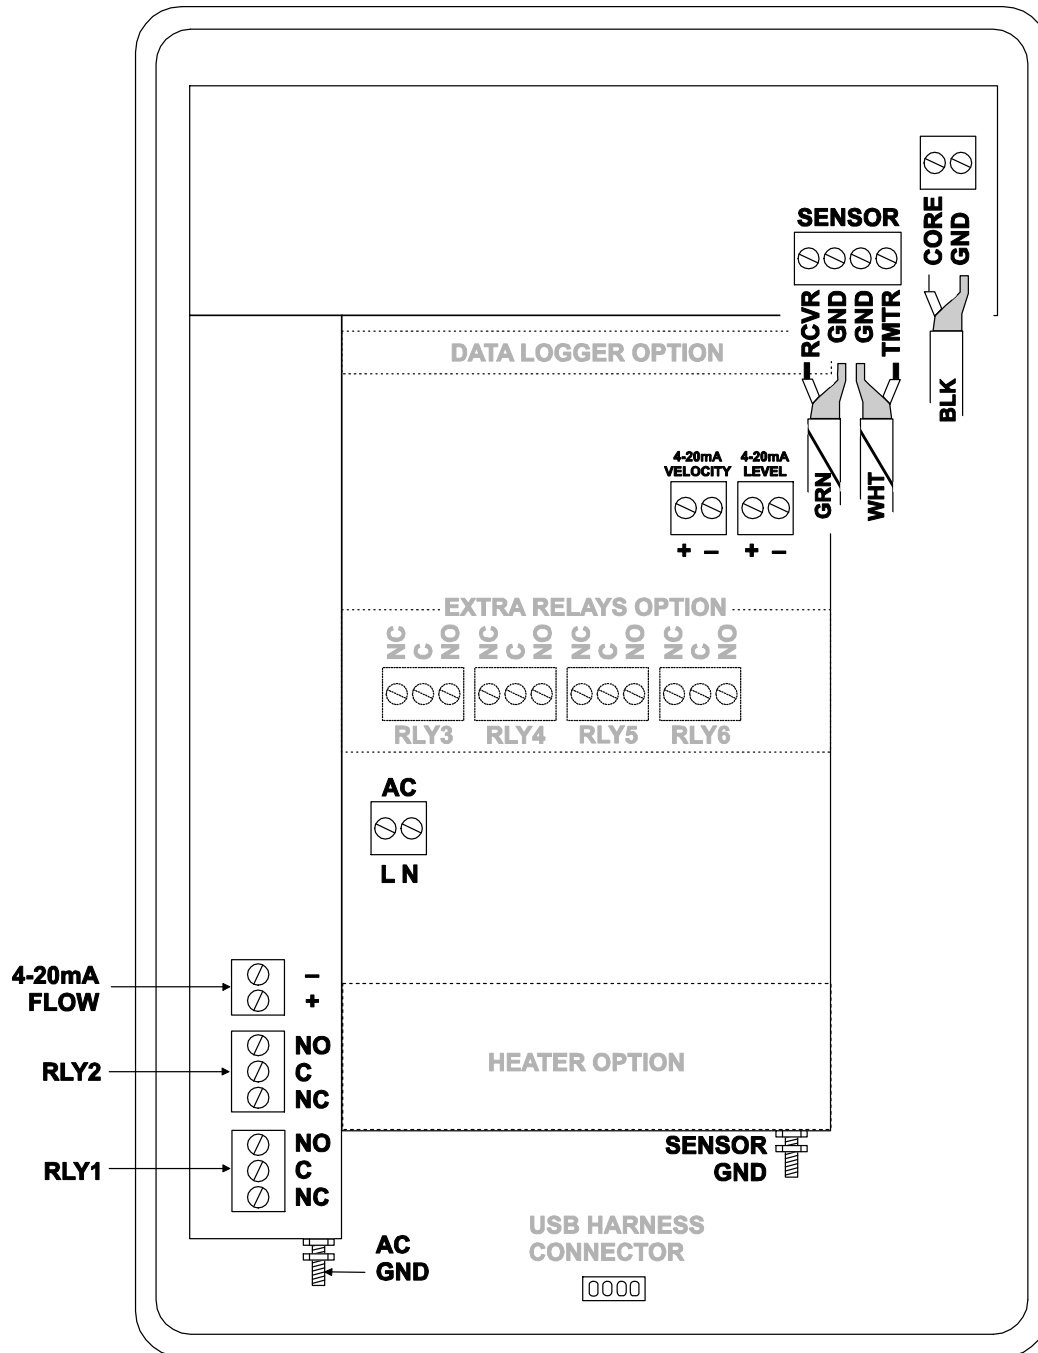 CORE
GND
SENSOR
RCVR
GND
GND
TMTR
DATA LOGGER OPTION
BLK
4-20mA
VELOCITY
4-20mA
LEVEL
GRN
WHT
+ –
+ –
EXTRA RELAYS OPTION
NC C NO
NC C NO
NC C NO
NC C NO
RLY3 RLY4 RLY5 RLY6
AC
L N
4-20mA
FLOW
–
+
RLY2
NO
C
NC
HEATER OPTION
RLY1
NO
C
NC
SENSOR
GND
USB HARNESS
CONNECTOR
AC
GND